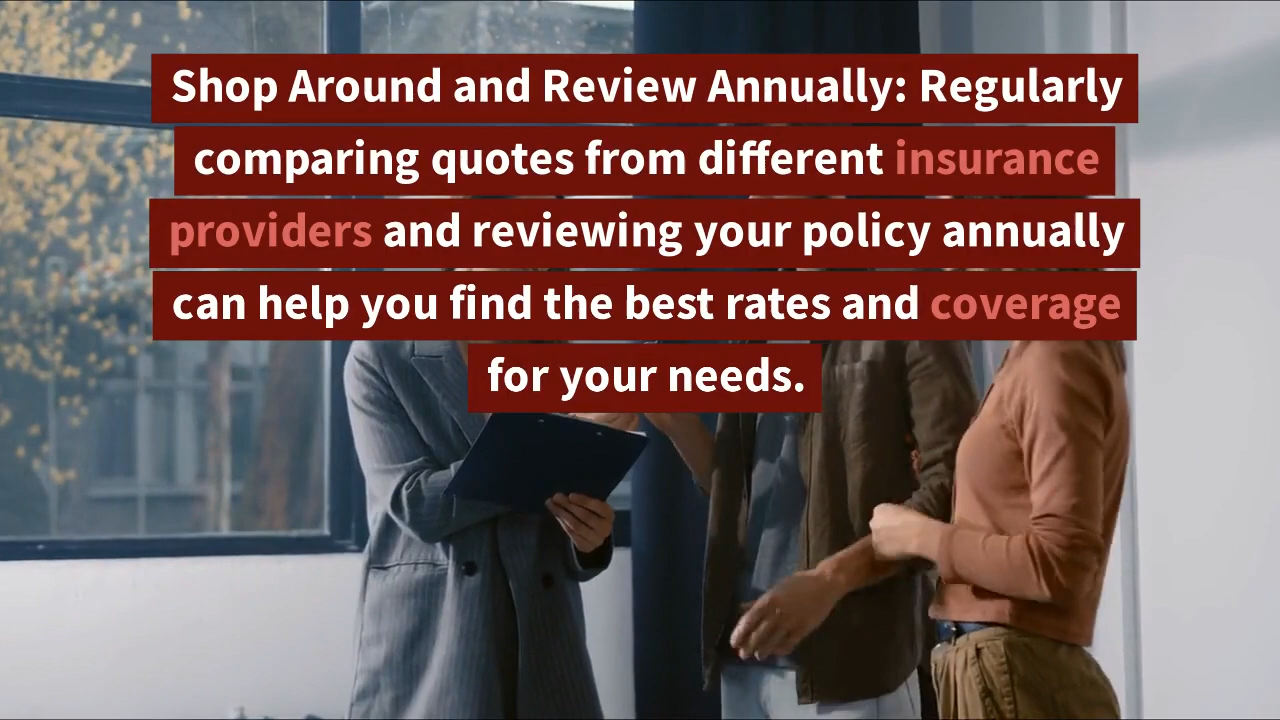 Shop Around and Review Annually: Regularly
comparing quotes from different insurance
providers and reviewing your policy annually
can help you find the best rates and coverage
for your needs.